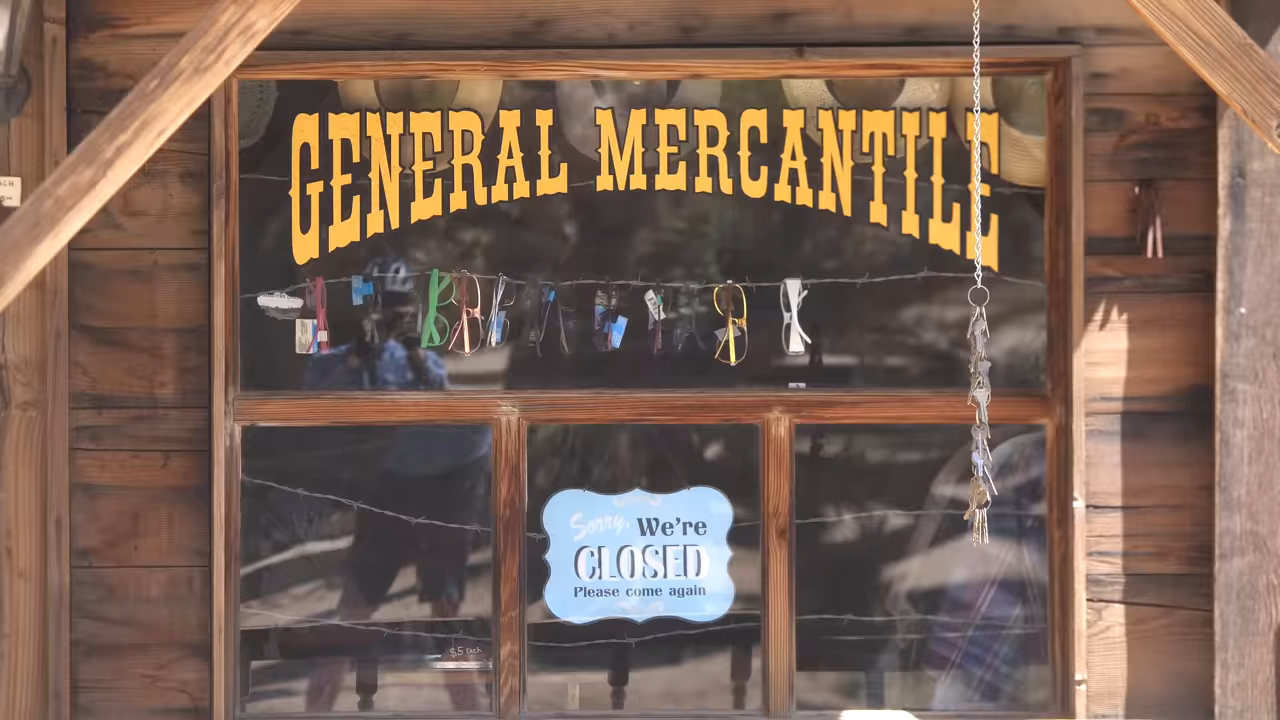 GENERAL MERCANTILE
Sorry, We're
CLOSED
Please come again
$5 each